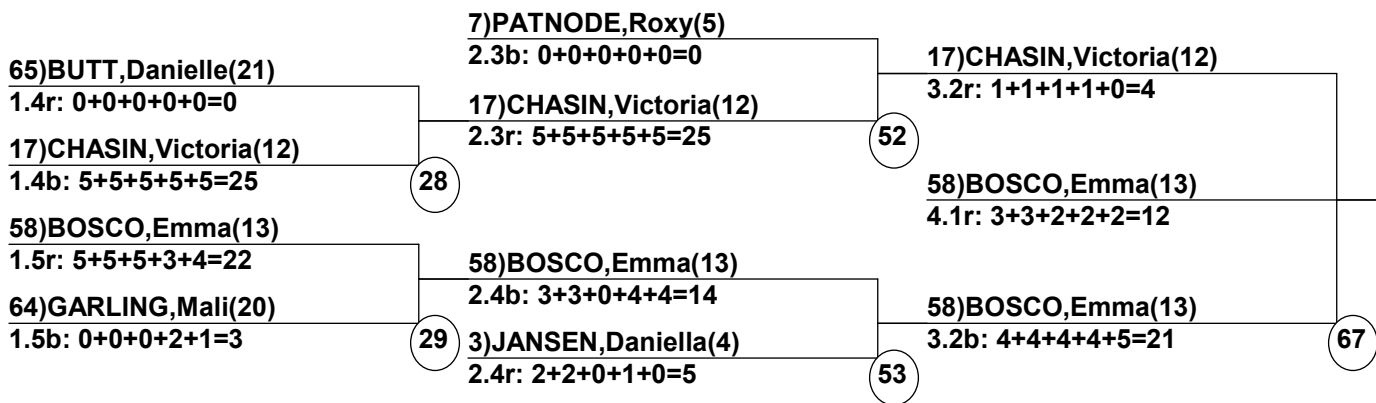 65)BUTT,Danielle(21)
1.4r: 0+0+0+0+0=0
17)CHASIN,Victoria(12)
1.4b: 5+5+5+5+5=25
28
58)BOSCO,Emma(13)
1.5r: 5+5+5+3+4=22
64)GARLING,Mali(20)
1.5b: 0+0+0+2+1=3
29
7)PATNODE,Roxy(5)
2.3b: 0+0+0+0+0=0
17)CHASIN,Victoria(12)
2.3r: 5+5+5+5+5=25
52
58)BOSCO,Emma(13)
2.4b: 3+3+0+4+4=14
3)JANSEN,Daniella(4)
2.4r: 2+2+0+1+0=5
53
17)CHASIN,Victoria(12)
3.2r: 1+1+1+1+0=4
58)BOSCO,Emma(13)
4.1r: 3+3+2+2+2=12
58)BOSCO,Emma(13)
3.2b: 4+4+4+4+5=21
67